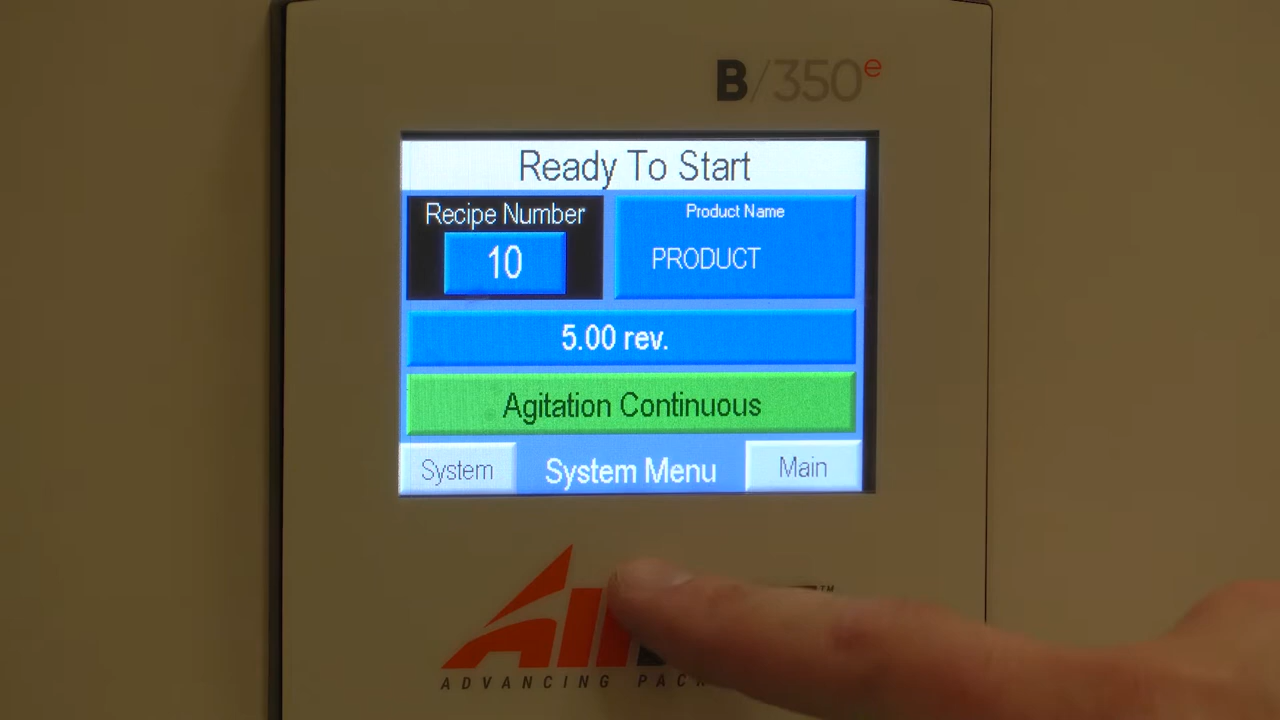 B/350e
Ready To Start
Recipe Number
10
Product Name
PRODUCT
5.00 rev.
Agitation Continuous
System
System Menu
Main
TM
ADVANCING